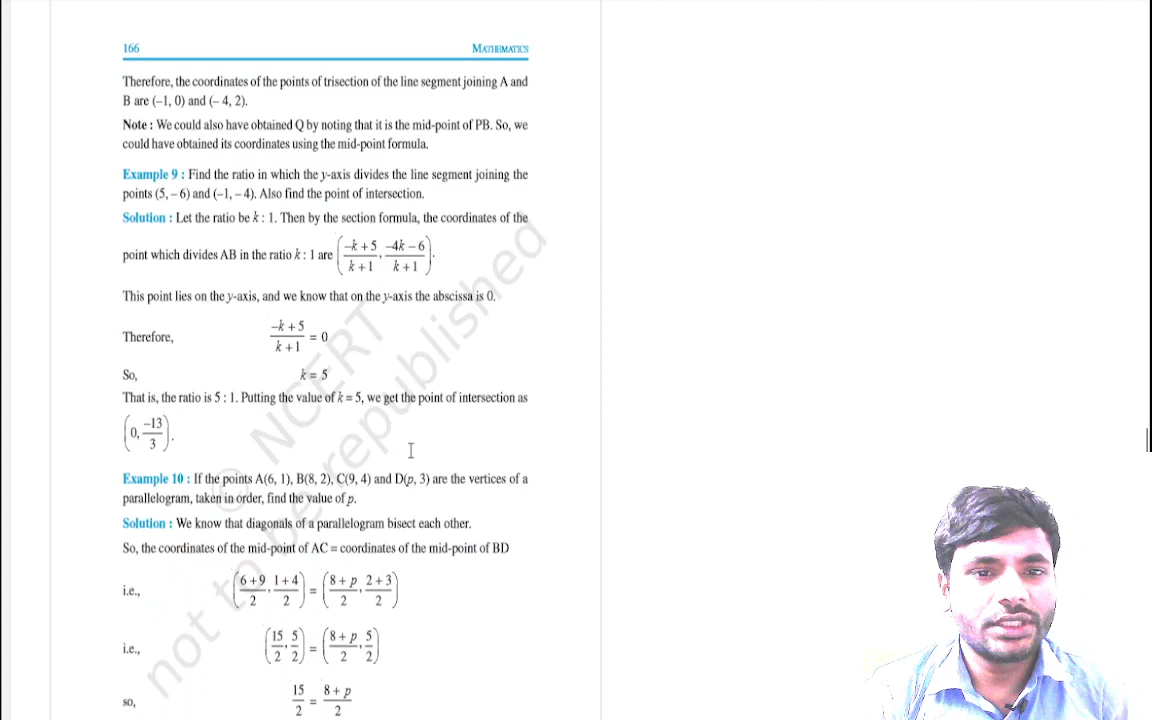 166 MATHEMATICS
Therefore, the coordinates of the points of trisection of the line segment joining A and
B are (–1, 0) and (– 4, 2).
Note : We could also have obtained Q by noting that it is the mid-point of PB. So, we
could have obtained its coordinates using the mid-point formula.
Example 9 : Find the ratio in which the y-axis divides the line segment joining the
points (5, – 6) and (–1, – 4). Also find the point of intersection.
Solution : Let the ratio be k : 1. Then by the section formula, the coordinates of the
point which divides AB in the ratio k : 1 are ((–k + 5)/(k + 1), (–4k – 6)/(k + 1)).
This point lies on the y-axis, and we know that on the y-axis the abscissa is 0.
Therefore, (–k + 5)/(k + 1) = 0
So, k = 5
That is, the ratio is 5 : 1. Putting the value of k = 5, we get the point of intersection as
(0, –13/3).
Example 10 : If the points A(6, 1), B(8, 2), C(9, 4) and D(p, 3) are the vertices of a
parallelogram, taken in order, find the value of p.
Solution : We know that diagonals of a parallelogram bisect each other.
So, the coordinates of the mid-point of AC = coordinates of the mid-point of BD
i.e., ((6 + 9)/2, (1 + 4)/2) = ((8 + p)/2, (2 + 3)/2)
i.e., (15/2, 5/2) = ((8 + p)/2, 5/2)
so, 15/2 = (8 + p)/2
© NCERT
not to be republished